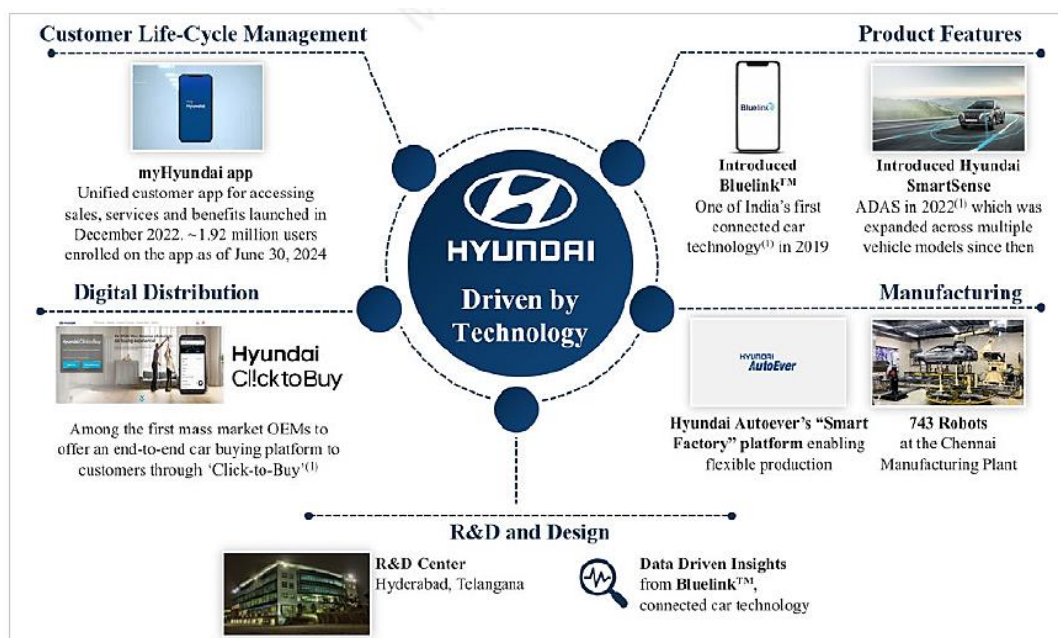 Customer Life-Cycle Management
Hyundai
myHyundai app
Unified customer app for accessing
sales, services and benefits launched in
December 2022. ~1.92 million users
enrolled on the app as of June 30, 2024
Product Features
Bluelink
Introduced
Bluelink™
One of India's first
connected car
technology(1) in 2019
Introduced Hyundai
SmartSense
ADAS in 2022(1) which was
expanded across multiple
vehicle models since then
HYUNDAI
Driven by
Technology
Digital Distribution
Hyundai
Cl!ck to Buy
Among the first mass market OEMs to
offer an end-to-end car buying platform to
customers through 'Click-to-Buy'(1)
Manufacturing
HYUNDAI
AutoEver
Hyundai Autoever's “Smart
Factory” platform enabling
flexible production
743 Robots
at the Chennai
Manufacturing Plant
R&D and Design
R&D Center
Hyderabad, Telangana
Data Driven Insights
from Bluelink™,
connected car technology